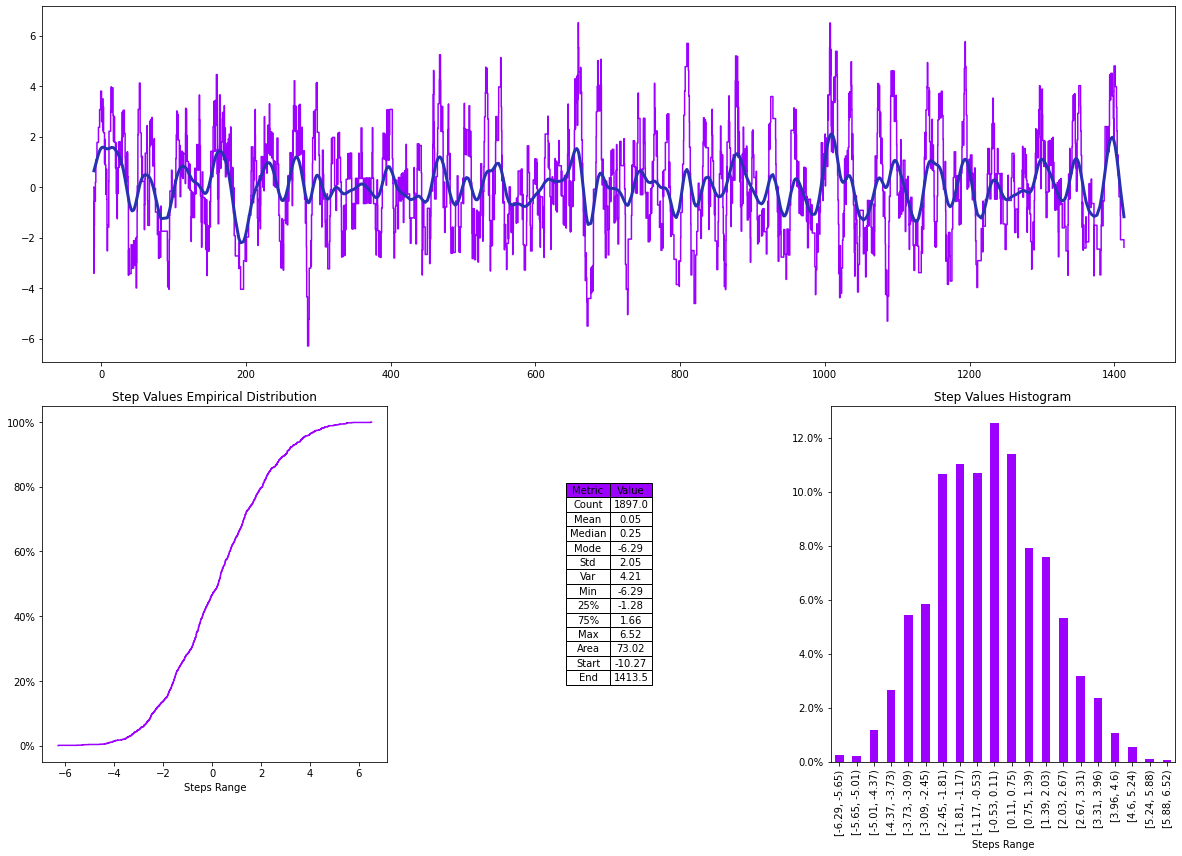 6
4
2
0
−2
−4
−6
0 200 400 600 800 1000 1200 1400
Step Values Empirical Distribution
100%
80%
60%
40%
20%
0%
−6 −4 −2 0 2 4 6
Steps Range
Metric Value
Count 1897.0
Mean 0.05
Median 0.25
Mode -6.29
Std 2.05
Var 4.21
Min -6.29
25% -1.28
75% 1.66
Max 6.52
Area 73.02
Start -10.27
End 1413.5
Step Values Histogram
12.0%
10.0%
8.0%
6.0%
4.0%
2.0%
0.0%
[-6.29, -5.65)
[-5.65, -5.01)
[-5.01, -4.37)
[-4.37, -3.73)
[-3.73, -3.09)
[-3.09, -2.45)
[-2.45, -1.81)
[-1.81, -1.17)
[-1.17, -0.53)
[-0.53, 0.11)
[0.11, 0.75)
[0.75, 1.39)
[1.39, 2.03)
[2.03, 2.67)
[2.67, 3.31)
[3.31, 3.96)
[3.96, 4.6)
[4.6, 5.24)
[5.24, 5.88)
[5.88, 6.52)
Steps Range